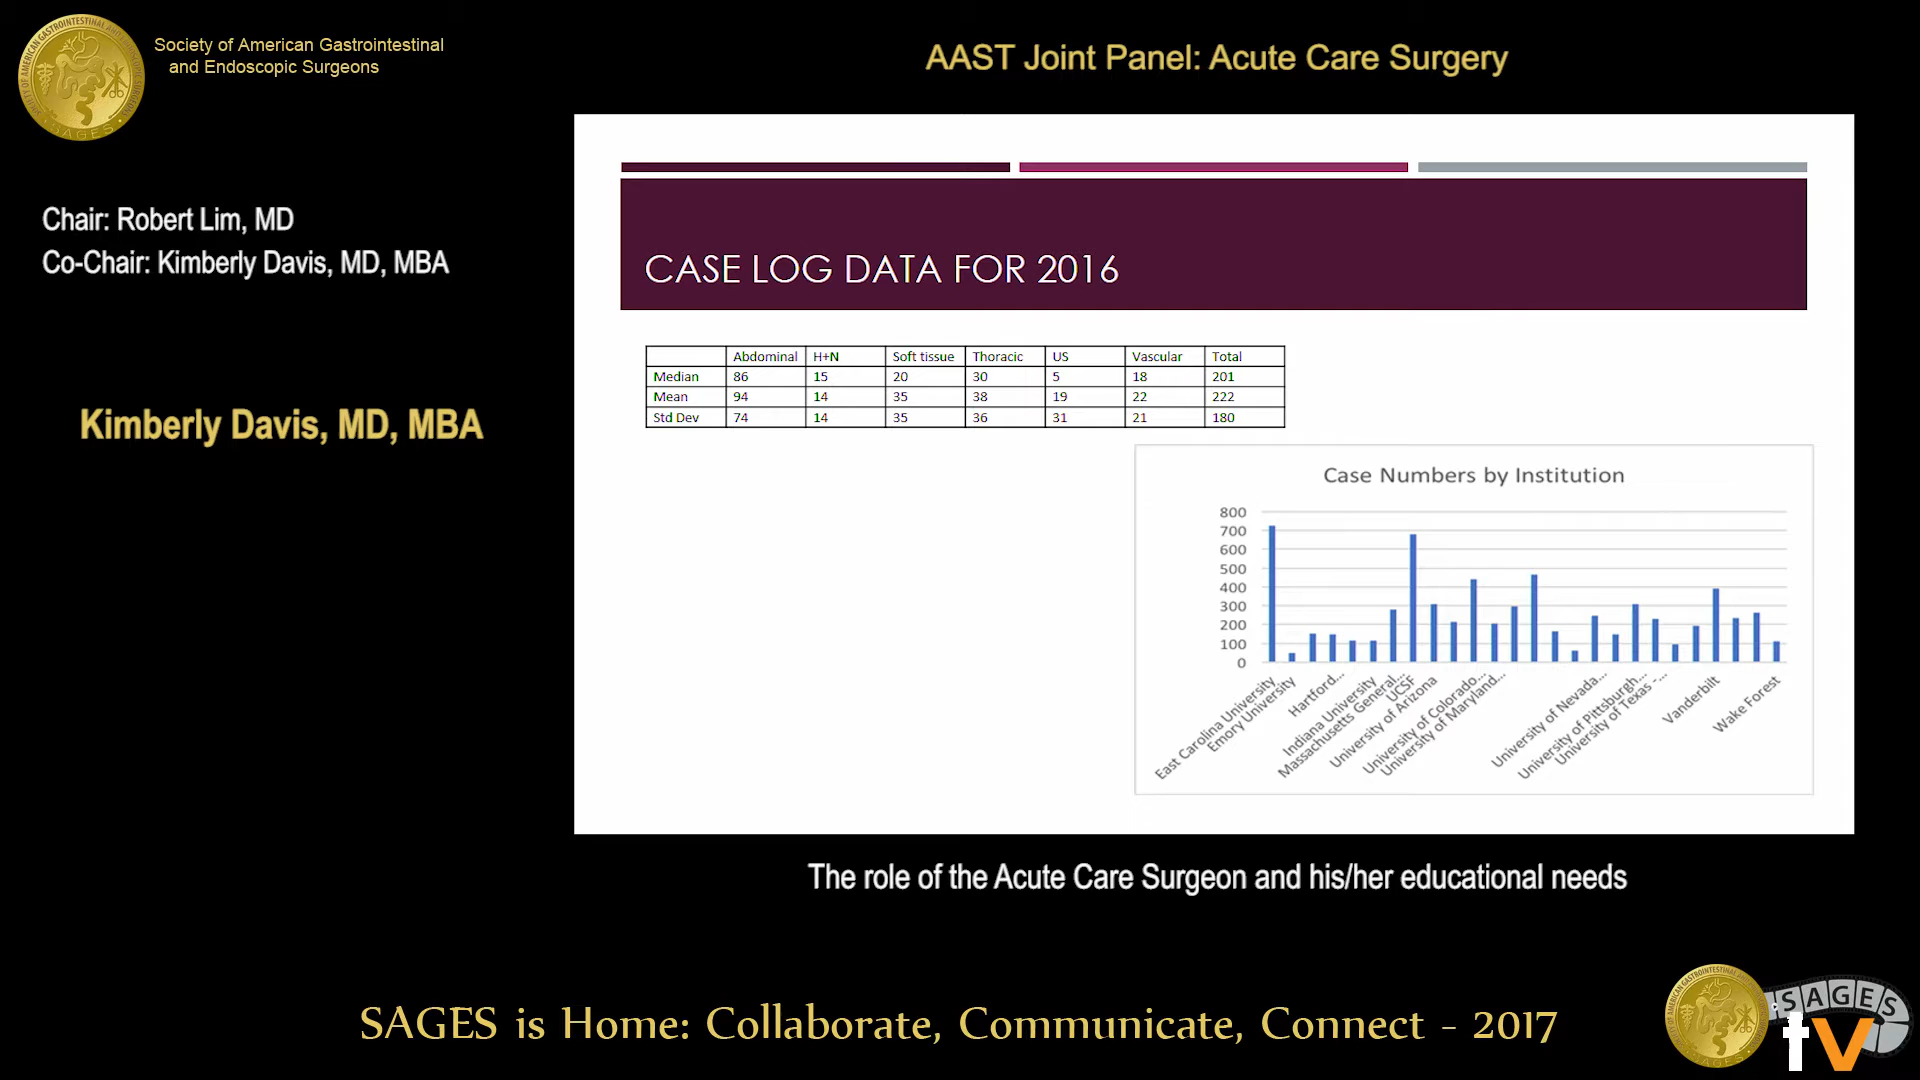 Society of American Gastrointestinal
and Endoscopic Surgeons
AAST Joint Panel: Acute Care Surgery
Chair: Robert Lim, MD
Co-Chair: Kimberly Davis, MD, MBA
Kimberly Davis, MD, MBA
CASE LOG DATA FOR 2016
Abdominal H+N Soft tissue Thoracic US Vascular Total
Median 86 15 20 30 5 18 201
Mean 94 14 35 38 19 22 222
Std Dev 74 14 35 36 31 21 180
Case Numbers by Institution
800
700
600
500
400
300
200
100
0
East Carolina University
Emory University
Hartford...
Indiana University
Massachusetts General...
UCSF
University of Arizona
University of Colorado...
University of Maryland...
University of Nevada...
University of Pittsburgh...
University of Texas -...
Vanderbilt
Wake Forest
The role of the Acute Care Surgeon and his/her educational needs
SAGES is Home: Collaborate, Communicate, Connect - 2017
SAGES
tv